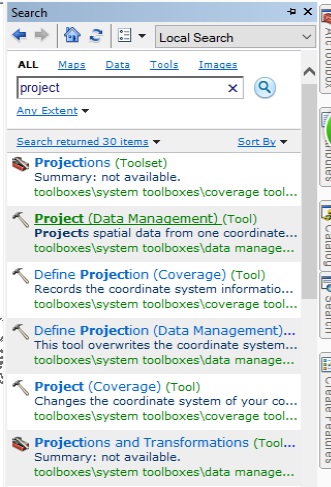 Search
Local Search
ALL Maps Data Tools Images
project
Any Extent
Search returned 30 items Sort By
Projections (Toolset)
Summary: not available.
toolboxes\system toolboxes\coverage tool...
Project (Data Management) (Tool)
Projects spatial data from one coordinate...
toolboxes\system toolboxes\data manage...
Define Projection (Coverage) (Tool)
Records the coordinate system informatio...
toolboxes\system toolboxes\coverage tool...
Define Projection (Data Management)...
This tool overwrites the coordinate system...
toolboxes\system toolboxes\data manage...
Project (Coverage) (Tool)
Changes the coordinate system of your co...
toolboxes\system toolboxes\coverage tool...
Projections and Transformations (Tool...
Summary: not available.
toolboxes\system toolboxes\data manage...
ArcToolbox
Catalog
Search
Create Features